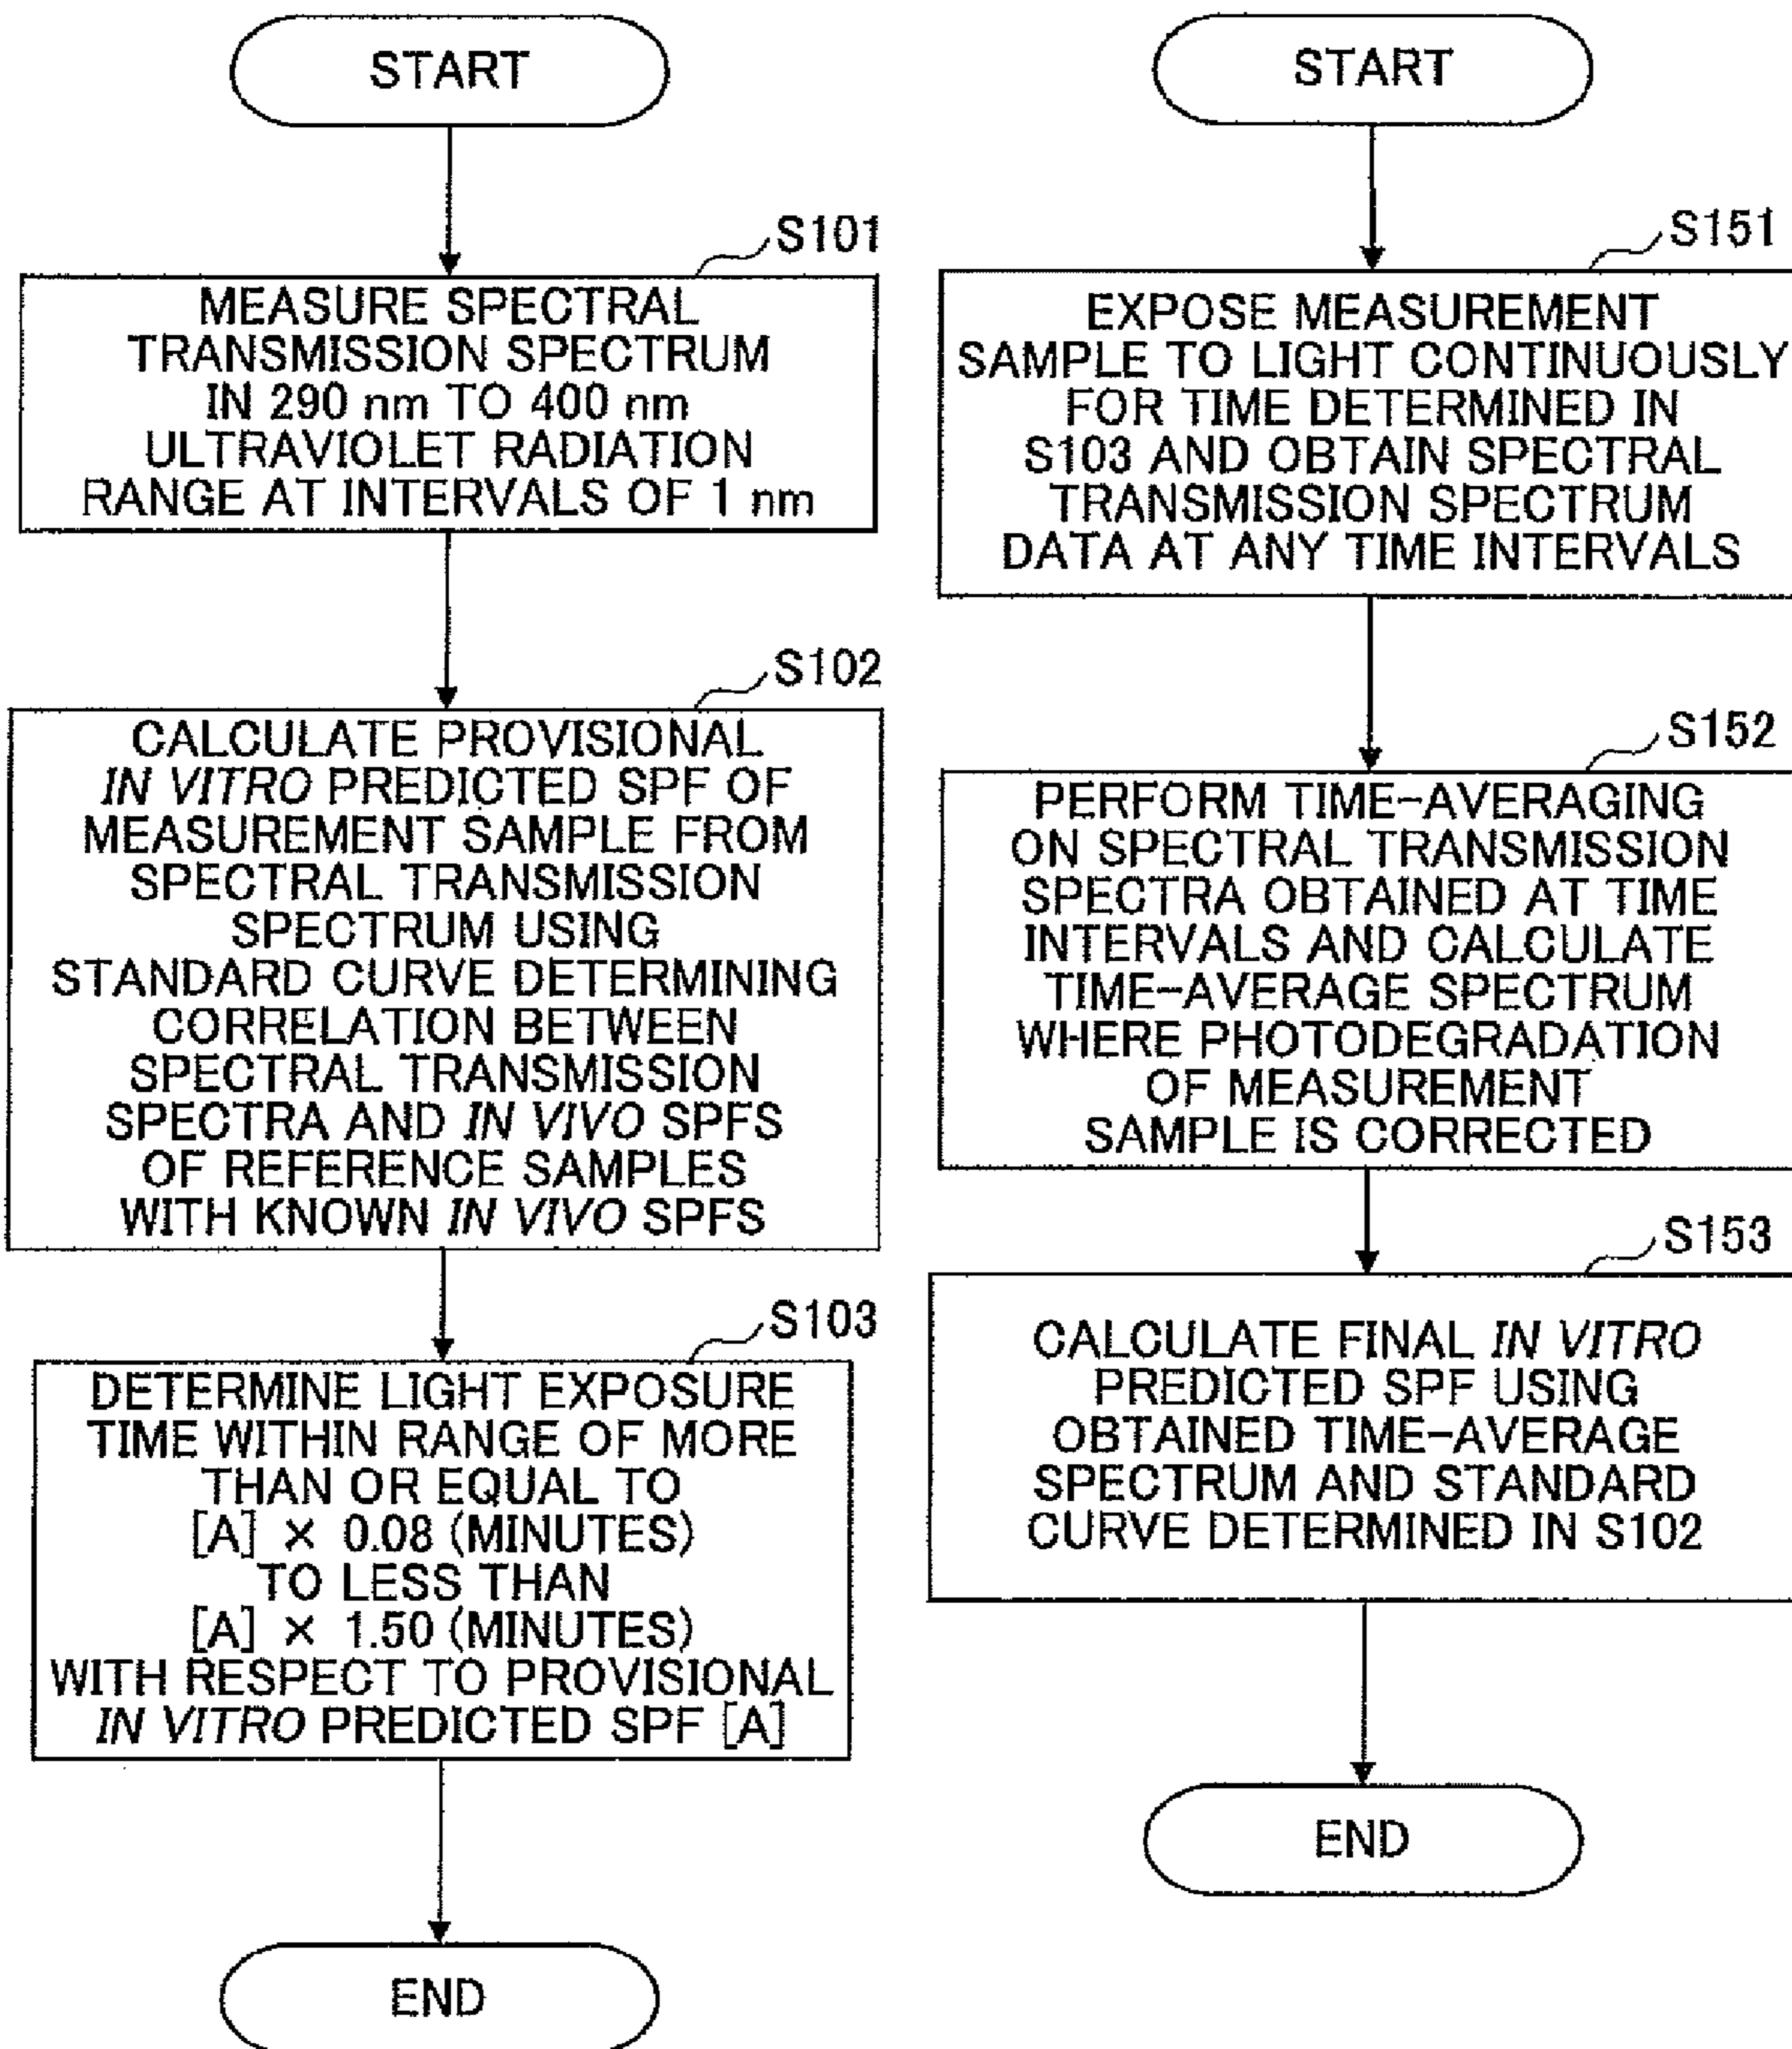 START
S101
MEASURE SPECTRAL
TRANSMISSION SPECTRUM
IN 290 nm TO 400 nm
ULTRAVIOLET RADIATION
RANGE AT INTERVALS OF 1 nm
S102
CALCULATE PROVISIONAL
IN VITRO PREDICTED SPF OF
MEASUREMENT SAMPLE FROM
SPECTRAL TRANSMISSION
SPECTRUM USING
STANDARD CURVE DETERMINING
CORRELATION BETWEEN
SPECTRAL TRANSMISSION
SPECTRA AND IN VIVO SPFS
OF REFERENCE SAMPLES
WITH KNOWN IN VIVO SPFS
S103
DETERMINE LIGHT EXPOSURE
TIME WITHIN RANGE OF MORE
THAN OR EQUAL TO
[A] × 0.08 (MINUTES)
TO LESS THAN
[A] × 1.50 (MINUTES)
WITH RESPECT TO PROVISIONAL
IN VITRO PREDICTED SPF [A]
END
START
S151
EXPOSE MEASUREMENT
SAMPLE TO LIGHT CONTINUOUSLY
FOR TIME DETERMINED IN
S103 AND OBTAIN SPECTRAL
TRANSMISSION SPECTRUM
DATA AT ANY TIME INTERVALS
S152
PERFORM TIME-AVERAGING
ON SPECTRAL TRANSMISSION
SPECTRA OBTAINED AT TIME
INTERVALS AND CALCULATE
TIME-AVERAGE SPECTRUM
WHERE PHOTODEGRADATION
OF MEASUREMENT
SAMPLE IS CORRECTED
S153
CALCULATE FINAL IN VITRO
PREDICTED SPF USING
OBTAINED TIME-AVERAGE
SPECTRUM AND STANDARD
CURVE DETERMINED IN S102
END